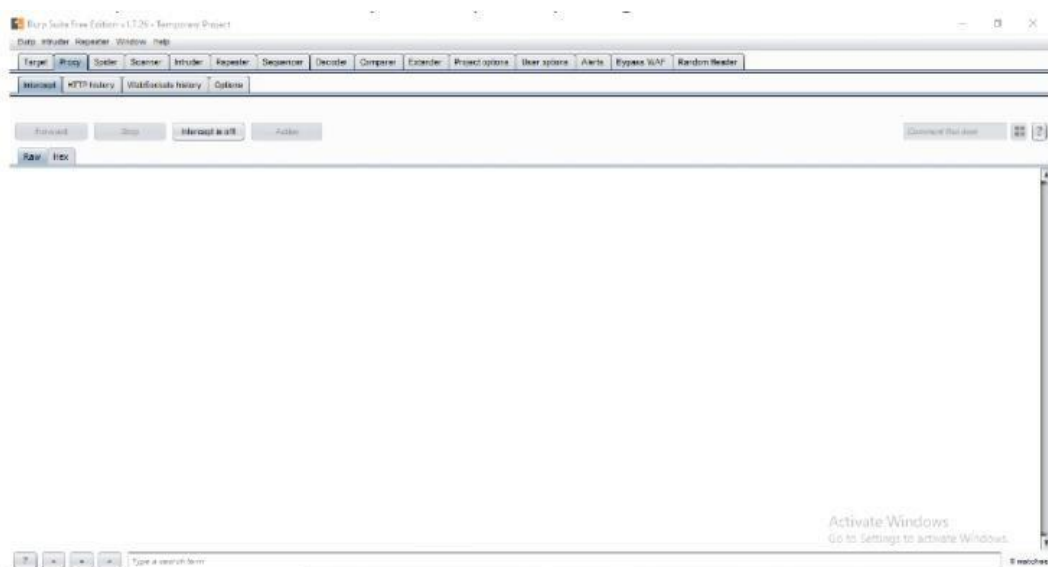 Burp Suite Free Edition v1.7.26 - Temporary Project
Burp Intruder Repeater Window Help
Target Proxy Spider Scanner Intruder Repeater Sequencer Decoder Comparer Extender Project options User options Alerts Bypass WAF Random Header
Intercept HTTP history WebSockets history Options
Forward Drop Intercept is off Action Comment this item ?
Raw Hex
Activate Windows
Go to Settings to activate Windows.
? < + > Type a search term 0 matches